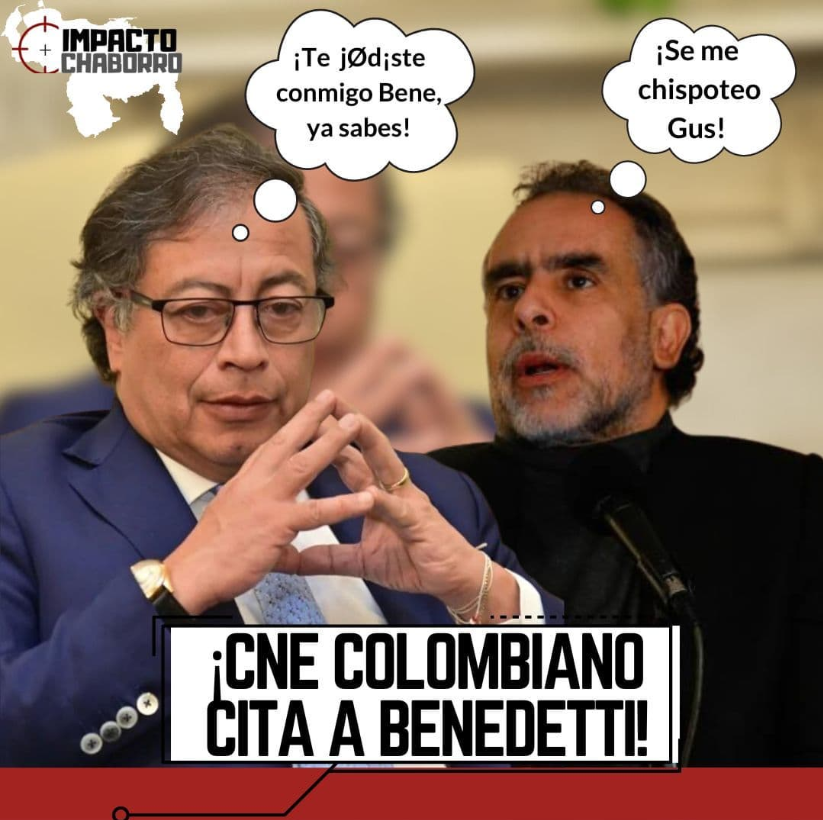 IMPACTO
CHABORRO
¡Te jØd¡ste
conmigo Bene,
ya sabes!
¡Se me
chispoteo
Gus!
¡CNE COLOMBIANO
CITA A BENEDETTI!